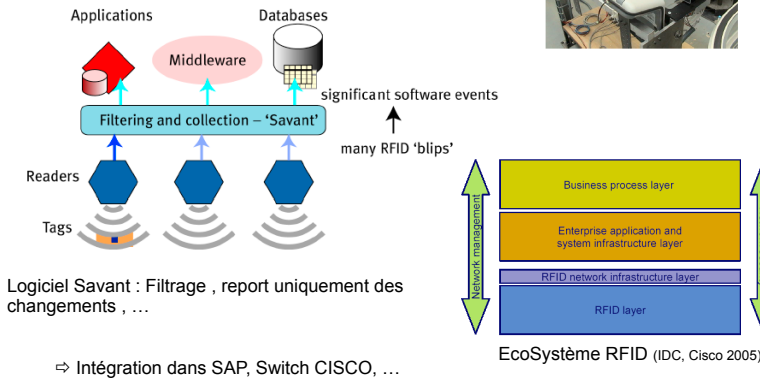 Applications
Databases
Middleware
significant software events
Filtering and collection – 'Savant'
many RFID 'blips'
Readers
Tags
Logiciel Savant : Filtrage , report uniquement des
changements , …
⇨ Intégration dans SAP, Switch CISCO, …
Network management
Business process layer
Enterprise application and
system infrastructure layer
RFID network infrastructure layer
RFID layer
EcoSystème RFID (IDC, Cisco 2005)